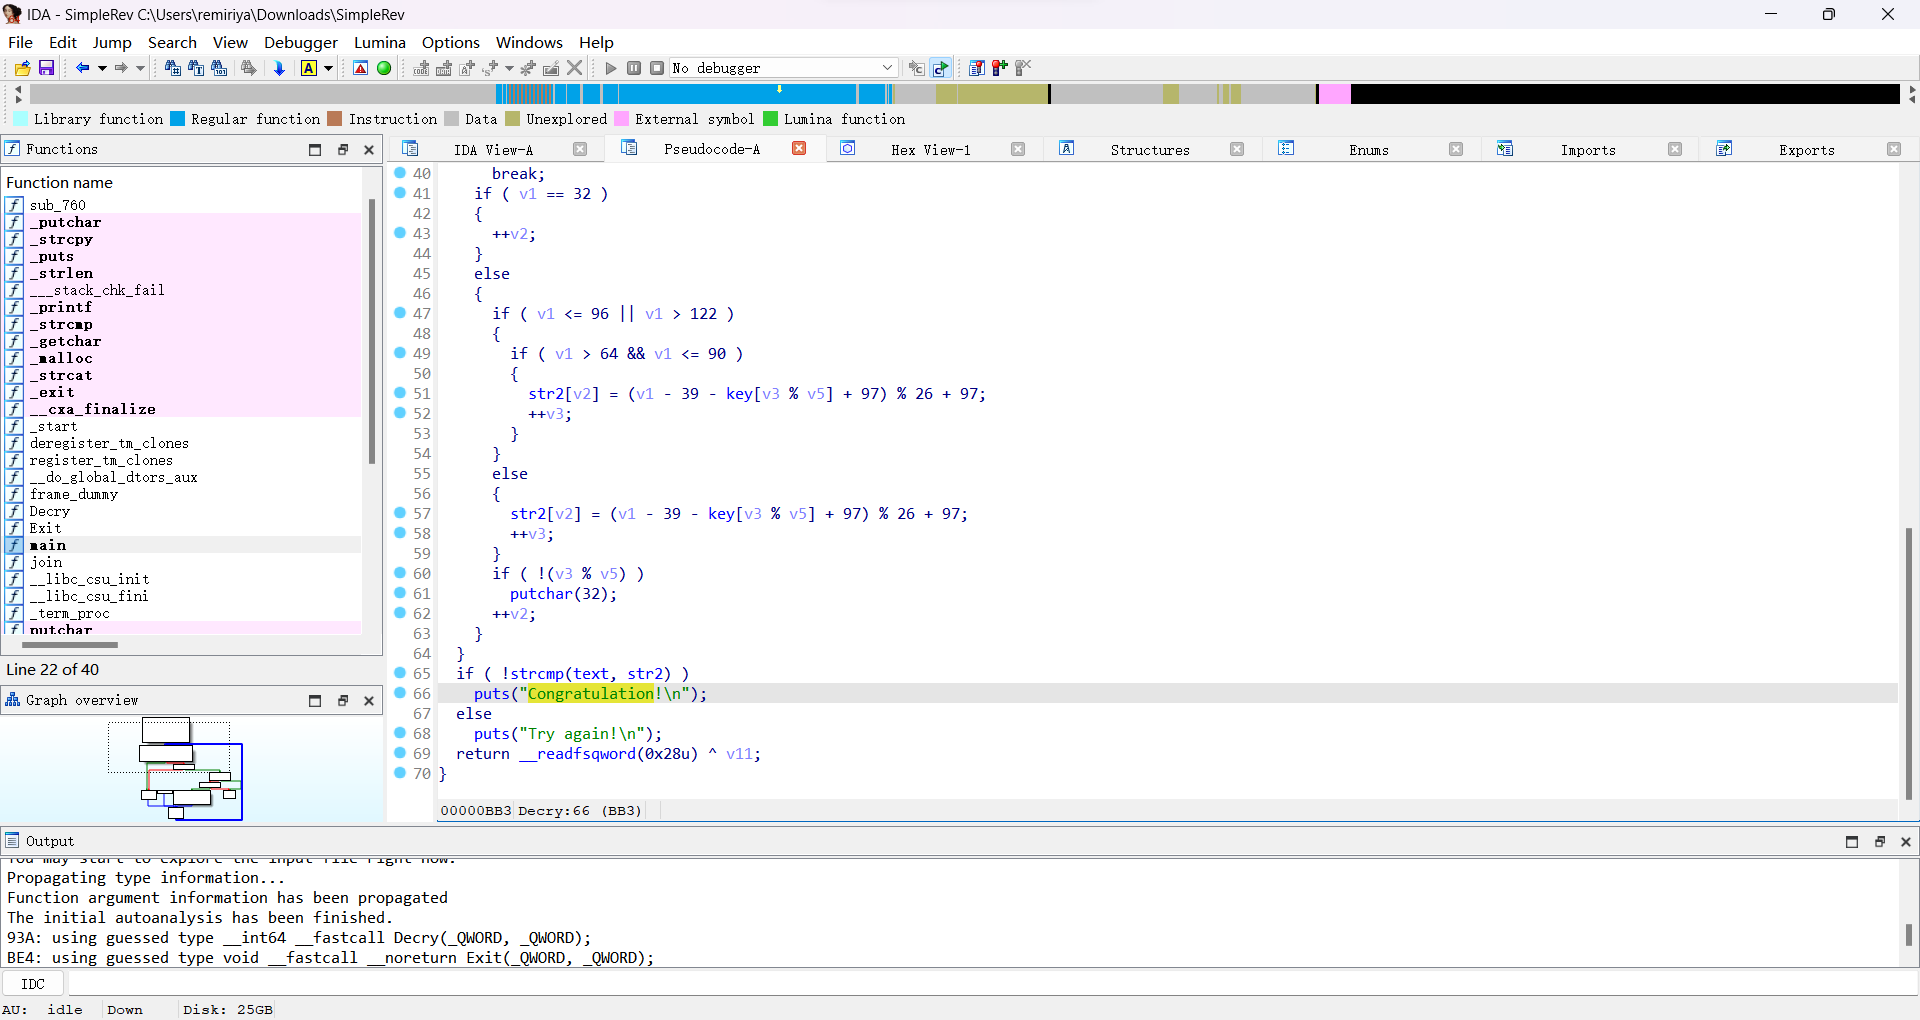 IDA - SimpleRev C:\Users\remiriya\Downloads\SimpleRev
File Edit Jump Search View Debugger Lumina Options Windows Help
No debugger
Library function Regular function Instruction Data Unexplored External symbol Lumina function
Functions
IDA View-A Pseudocode-A Hex View-1 Structures Enums Imports Exports
Function name
sub_760
_putchar
_strcpy
_puts
_strlen
___stack_chk_fail
_printf
_strcmp
_getchar
_malloc
_strcat
_exit
__cxa_finalize
_start
deregister_tm_clones
register_tm_clones
__do_global_dtors_aux
frame_dummy
Decry
Exit
main
join
__libc_csu_init
__libc_csu_fini
_term_proc
putchar
Line 22 of 40
Graph overview
40 break;
41 if ( v1 == 32 )
42 {
43 ++v2;
44 }
45 else
46 {
47 if ( v1 <= 96 || v1 > 122 )
48 {
49 if ( v1 > 64 && v1 <= 90 )
50 {
51 str2[v2] = (v1 - 39 - key[v3 % v5] + 97) % 26 + 97;
52 ++v3;
53 }
54 }
55 else
56 {
57 str2[v2] = (v1 - 39 - key[v3 % v5] + 97) % 26 + 97;
58 ++v3;
59 }
60 if ( !(v3 % v5) )
61 putchar(32);
62 ++v2;
63 }
64 }
65 if ( !strcmp(text, str2) )
66 puts("Congratulation!\n");
67 else
68 puts("Try again!\n");
69 return __readfsqword(0x28u) ^ v11;
70 }
00000BB3 Decry:66 (BB3)
Output
You may start to explore the input file right now.
Propagating type information...
Function argument information has been propagated
The initial autoanalysis has been finished.
93A: using guessed type __int64 __fastcall Decry(_QWORD, _QWORD);
BE4: using guessed type void __fastcall __noreturn Exit(_QWORD, _QWORD);
IDC
AU: idle Down Disk: 25GB